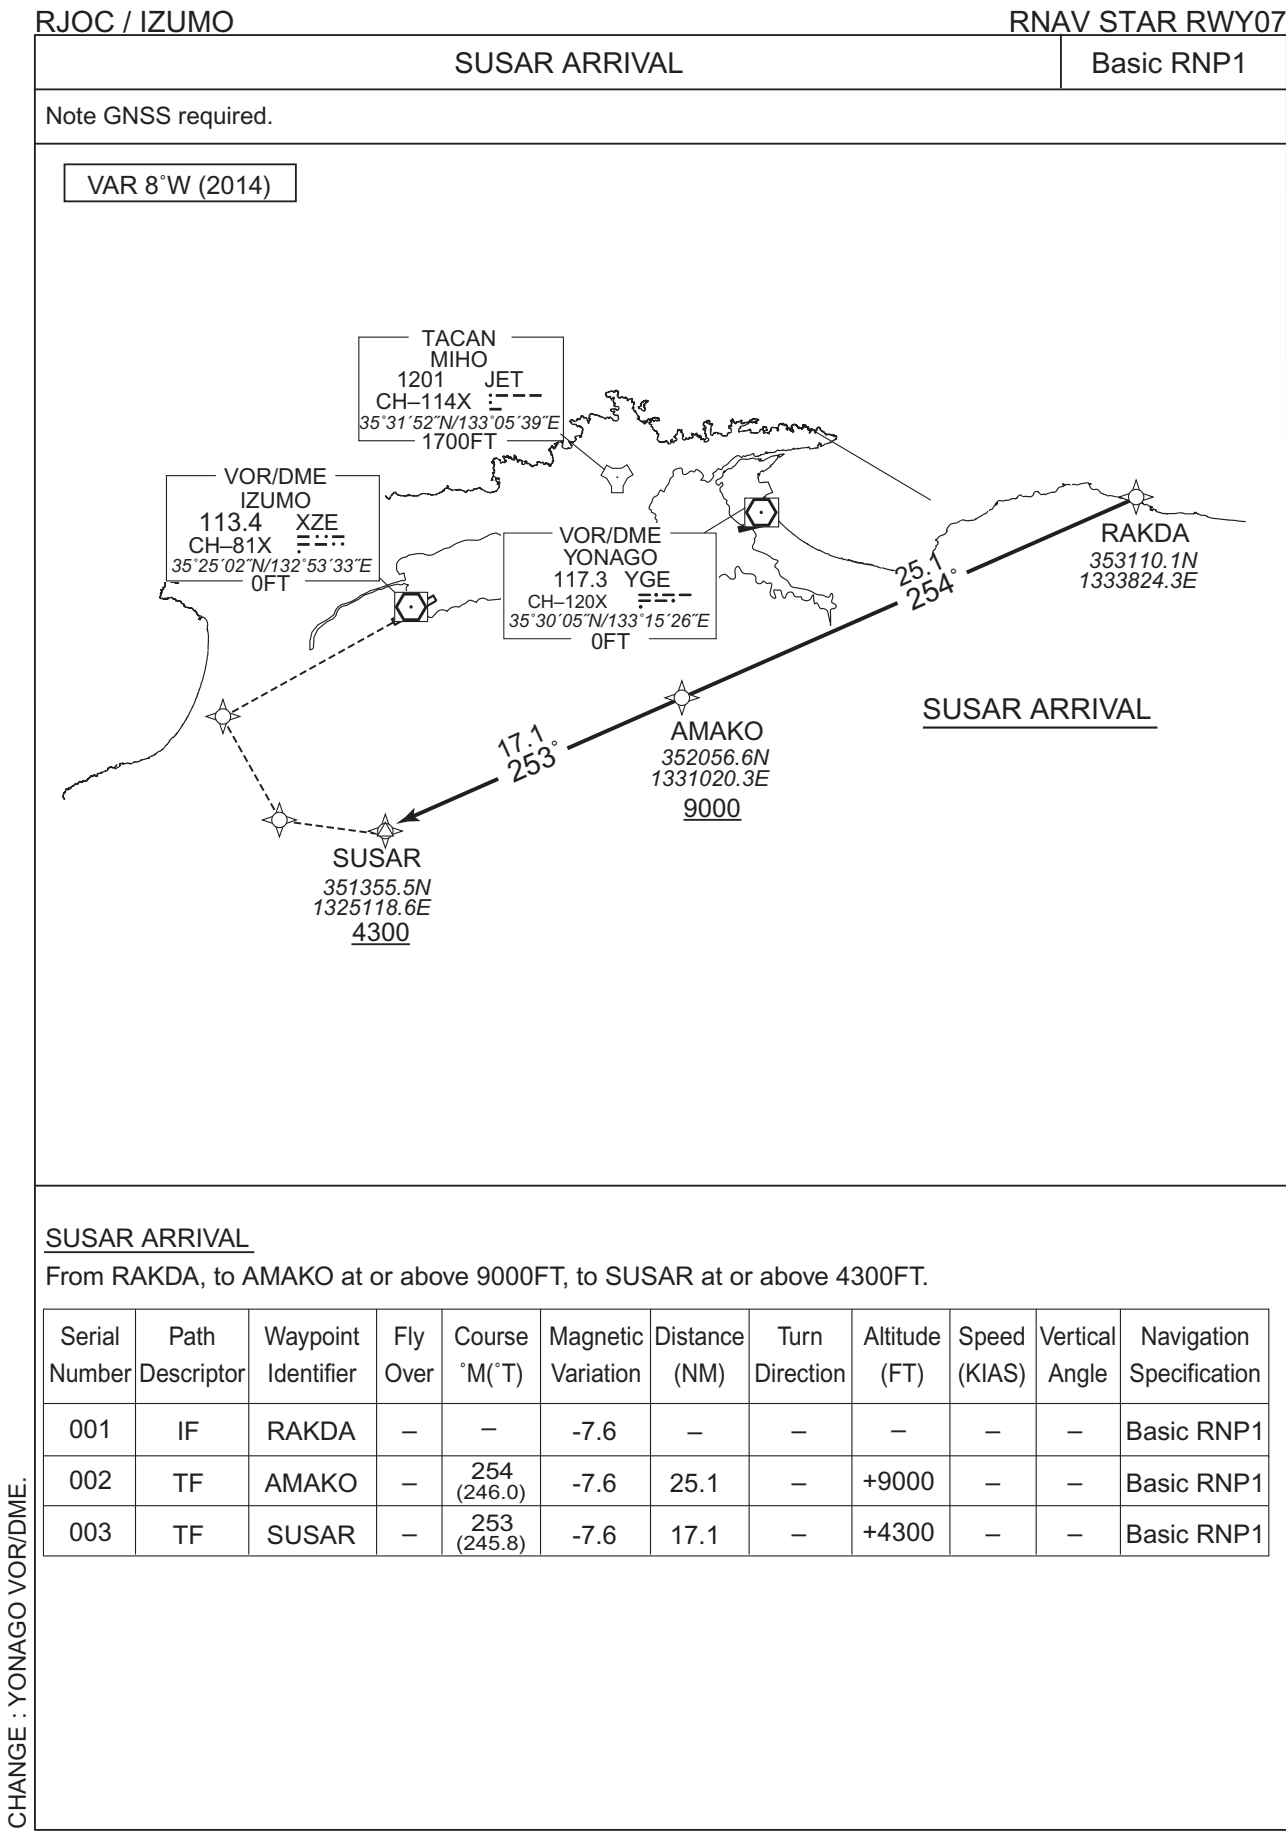 RJOC / IZUMO
RNAV STAR RWY07
SUSAR ARRIVAL
Basic RNP1
Note GNSS required.
VAR 8˚W (2014)
TACAN
MIHO
1201 JET
CH–114X
35˚31´52˝N/133˚05´39˝E
1700FT
VOR/DME
IZUMO
113.4 XZE
CH–81X
35˚25´02˝N/132˚53´33˝E
0FT
VOR/DME
YONAGO
117.3 YGE
CH–120X
35˚30´05˝N/133˚15´26˝E
0FT
RAKDA
353110.1N
1333824.3E
25.1
254˚
SUSAR ARRIVAL
AMAKO
352056.6N
1331020.3E
9000
17.1
253˚
SUSAR
351355.5N
1325118.6E
4300
SUSAR ARRIVAL
From RAKDA, to AMAKO at or above 9000FT, to SUSAR at or above 4300FT.
Serial Path Waypoint Fly Course Magnetic Distance Turn Altitude Speed Vertical Navigation
Number Descriptor Identifier Over ˚M(˚T) Variation (NM) Direction (FT) (KIAS) Angle Specification
001 IF RAKDA – – -7.6 – – – – – Basic RNP1
002 TF AMAKO – 254 (246.0) -7.6 25.1 – +9000 – – Basic RNP1
003 TF SUSAR – 253 (245.8) -7.6 17.1 – +4300 – – Basic RNP1
CHANGE : YONAGO VOR/DME.